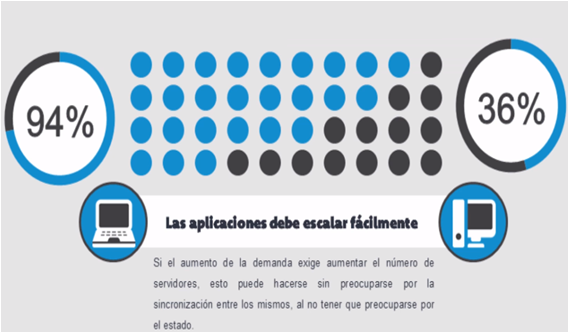 94%
36%
Las aplicaciones debe escalar fácilmente
Si el aumento de la demanda exige aumentar el número de
servidores, esto puede hacerse sin preocuparse por la
sincronización entre los mismos, al no tener que preocuparse por
el estado.